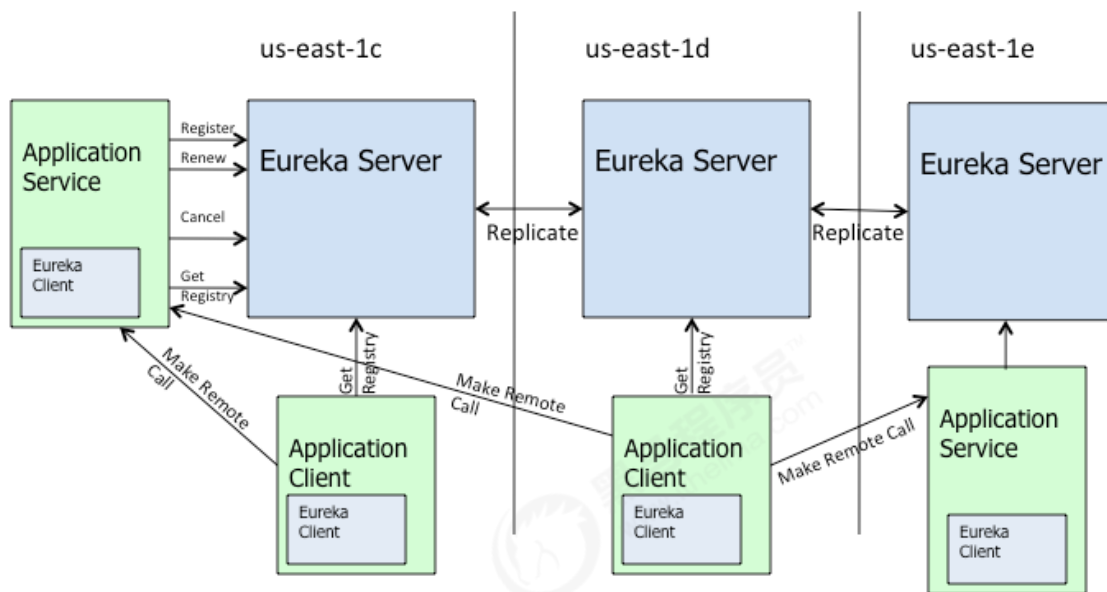 us-east-1c
us-east-1d
us-east-1e
Application
Service
Eureka
Client
Register
Renew
Cancel
Get
Registry
Eureka Server
Replicate
Eureka Server
Replicate
Eureka Server
Make Remote
Call
Get
Registry
Make Remote
Call
Get
Registry
Make Remote Call
Application
Client
Eureka
Client
Application
Client
Eureka
Client
Application
Service
Eureka
Client